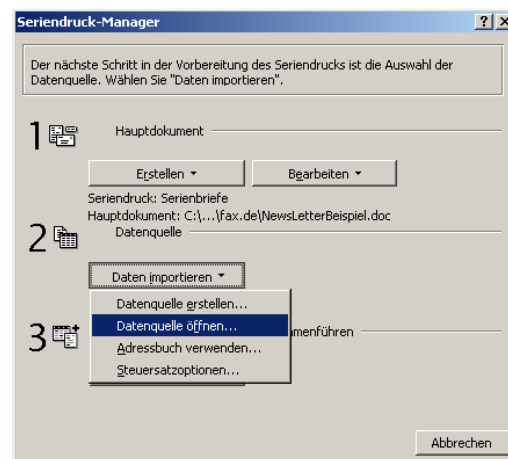 Seriendruck-Manager
Der nächste Schritt in der Vorbereitung des Seriendrucks ist die Auswahl der
Datenquelle. Wählen Sie "Daten importieren".
1 Hauptdokument
Erstellen Bearbeiten
Seriendruck: Serienbriefe
Hauptdokument: C:\...\fax.de\NewsLetterBeispiel.doc
2 Datenquelle
Daten importieren
Datenquelle erstellen...
Datenquelle öffnen...
3 menführen
Adressbuch verwenden...
Steuersatzoptionen...
Abbrechen